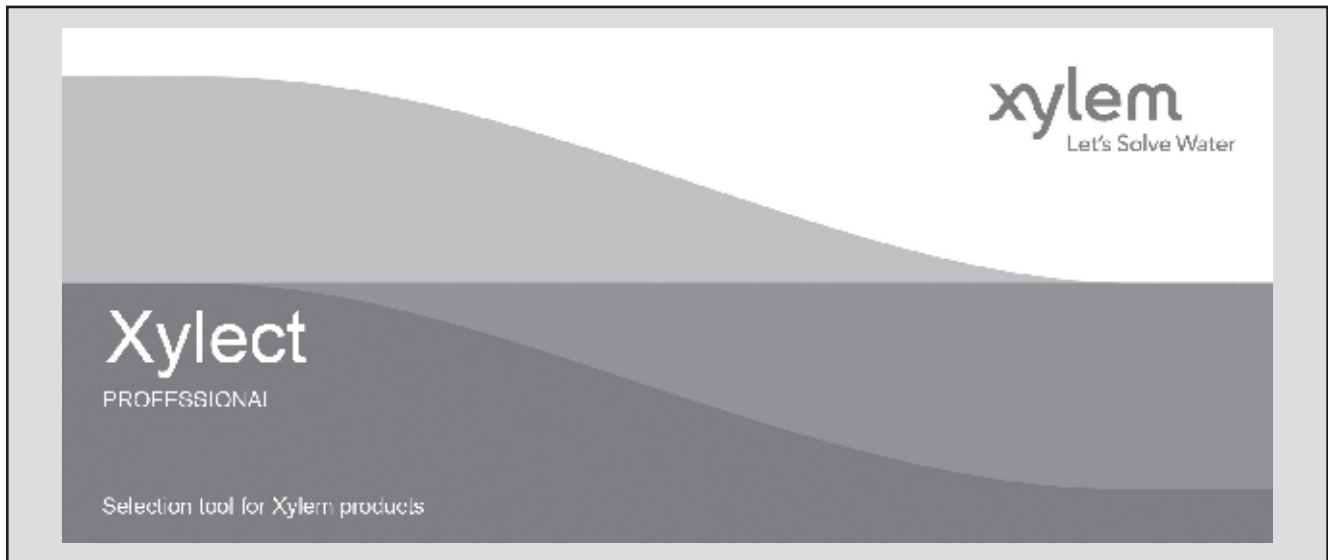 xylem
Let's Solve Water
Xylect
PROFESSIONAL
Selection tool for Xylem products